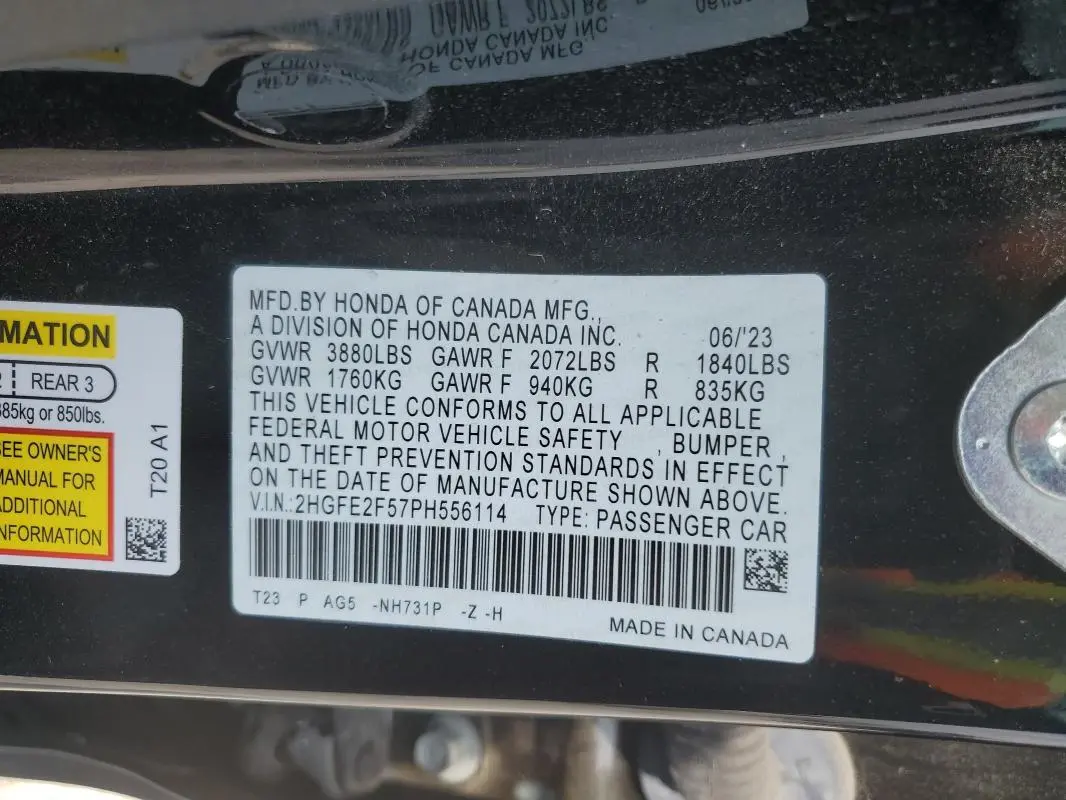 MATION
REAR 3
385kg or 850lbs.
SEE OWNER'S
MANUAL FOR
ADDITIONAL
INFORMATION
T20 A1
MFD.BY HONDA OF CANADA MFG.,
A DIVISION OF HONDA CANADA INC. 06/'23
GVWR 3880LBS GAWR F 2072LBS R 1840LBS
GVWR 1760KG GAWR F 940KG R 835KG
THIS VEHICLE CONFORMS TO ALL APPLICABLE
FEDERAL MOTOR VEHICLE SAFETY , BUMPER ,
AND THEFT PREVENTION STANDARDS IN EFFECT
ON THE DATE OF MANUFACTURE SHOWN ABOVE.
V.I.N.:2HGFE2F57PH556114 TYPE: PASSENGER CAR
T23 P AG5 -NH731P -Z -H
MADE IN CANADA